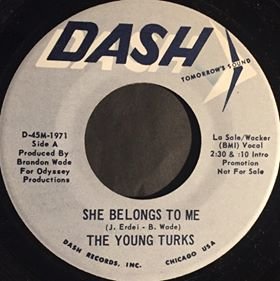 DASH
TOMORROW'S SOUND
D-45M-1971
Side A
Produced By
Brandon Wade
For Odyssey
Productions
La Sale/Wacker
(BMI) Vocal
2:30 & :10 Intro
Promotion
Not For Sale
SHE BELONGS TO ME
(J. Erdei - B. Wade)
THE YOUNG TURKS
DASH RECORDS, INC. CHICAGO USA